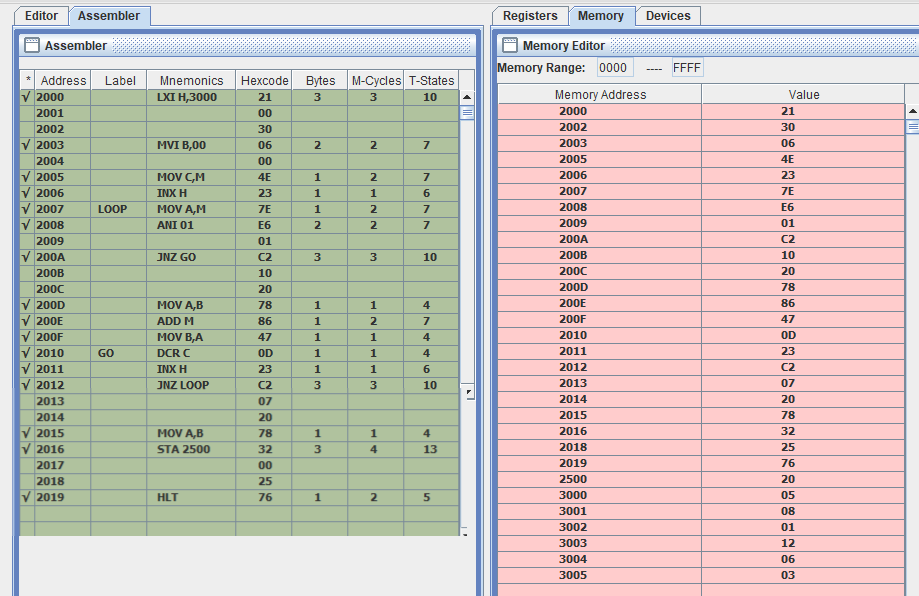 Editor Assembler
Assembler
* Address Label Mnemonics Hexcode Bytes M-Cycles T-States
√ 2000 LXI H,3000 21 3 3 10
2001 00
2002 30
√ 2003 MVI B,00 06 2 2 7
2004 00
√ 2005 MOV C,M 4E 1 2 7
√ 2006 INX H 23 1 1 6
√ 2007 LOOP MOV A,M 7E 1 2 7
√ 2008 ANI 01 E6 2 2 7
2009 01
√ 200A JNZ GO C2 3 3 10
200B 10
200C 20
√ 200D MOV A,B 78 1 1 4
√ 200E ADD M 86 1 2 7
√ 200F MOV B,A 47 1 1 4
√ 2010 GO DCR C 0D 1 1 4
√ 2011 INX H 23 1 1 6
√ 2012 JNZ LOOP C2 3 3 10
2013 07
2014 20
√ 2015 MOV A,B 78 1 1 4
√ 2016 STA 2500 32 3 4 13
2017 00
2018 25
√ 2019 HLT 76 1 2 5
Registers Memory Devices
Memory Editor
Memory Range: 0000 ---- FFFF
Memory Address Value
2000 21
2002 30
2003 06
2005 4E
2006 23
2007 7E
2008 E6
2009 01
200A C2
200B 10
200C 20
200D 78
200E 86
200F 47
2010 0D
2011 23
2012 C2
2013 07
2014 20
2015 78
2016 32
2018 25
2019 76
2500 20
3000 05
3001 08
3002 01
3003 12
3004 06
3005 03